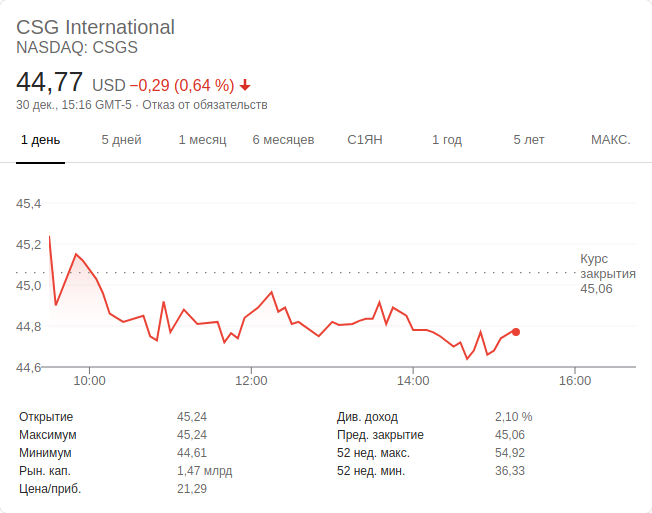 CSG International
NASDAQ: CSGS
44,77 USD −0,29 (0,64 %)
30 дек., 15:16 GMT-5 · Отказ от обязательств
1 день 5 дней 1 месяц 6 месяцев С1ЯН 1 год 5 лет МАКС.
45,4
45,2
45,0
44,8
44,6
Курс
закрытия
45,06
10:00 12:00 14:00 16:00
Открытие 45,24 Див. доход 2,10 %
Максимум 45,24 Пред. закрытие 45,06
Минимум 44,61 52 нед. макс. 54,92
Рын. кап. 1,47 млрд 52 нед. мин. 36,33
Цена/приб. 21,29